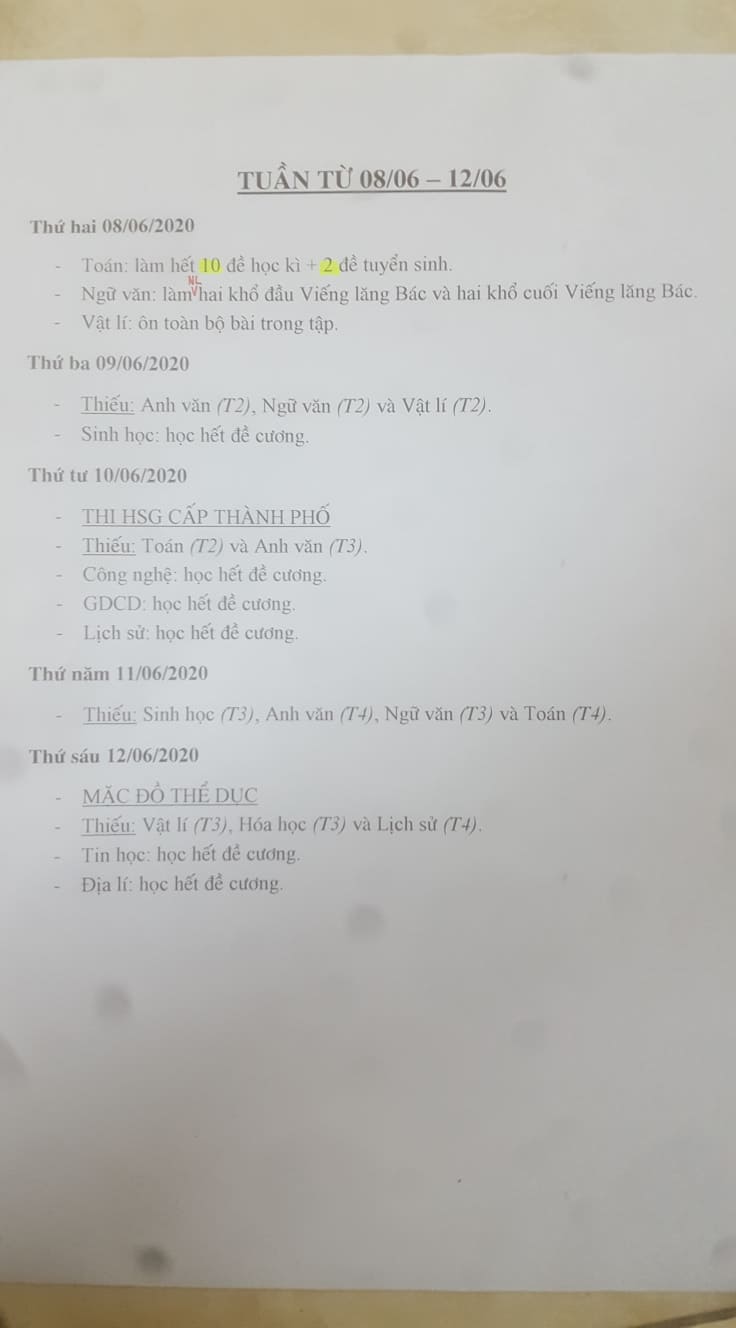 TUẦN TỪ 08/06 – 12/06
Thứ hai 08/06/2020
- Toán: làm hết 10 đề học kì + 2 đề tuyển sinh.
NL
- Ngữ văn: làm V hai khổ đầu Viếng lăng Bác và hai khổ cuối Viếng lăng Bác.
- Vật lí: ôn toàn bộ bài trong tập.
Thứ ba 09/06/2020
- Thiếu: Anh văn (T2), Ngữ văn (T2) và Vật lí (T2).
- Sinh học: học hết đề cương.
Thứ tư 10/06/2020
- THI HSG CẤP THÀNH PHỐ
- Thiếu: Toán (T2) và Anh văn (T3).
- Công nghệ: học hết đề cương.
- GDCD: học hết đề cương.
- Lịch sử: học hết đề cương.
Thứ năm 11/06/2020
- Thiếu: Sinh học (T3), Anh văn (T4), Ngữ văn (T3) và Toán (T4).
Thứ sáu 12/06/2020
- MẶC ĐỒ THỂ DỤC
- Thiếu: Vật lí (T3), Hóa học (T3) và Lịch sử (T4).
- Tin học: học hết đề cương.
- Địa lí: học hết đề cương.